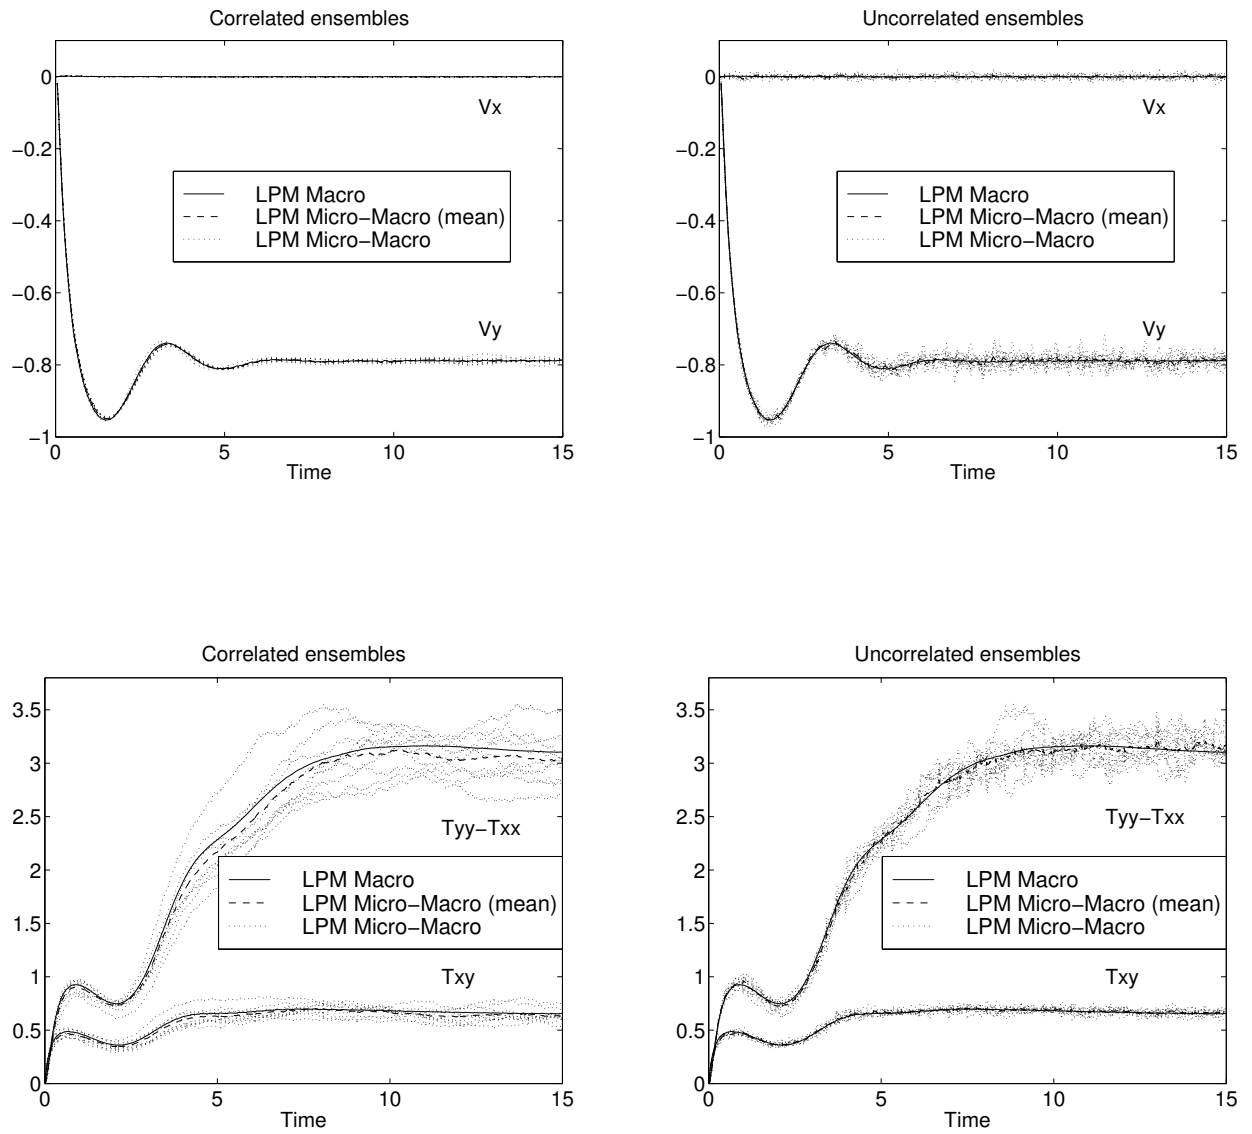 Correlated ensembles
0
−0.2
−0.4
−0.6
−0.8
−1
Vx
LPM Macro
LPM Micro−Macro (mean)
LPM Micro−Macro
Vy
0
5
10
15
Time
Uncorrelated ensembles
0
−0.2
−0.4
−0.6
−0.8
−1
Vx
LPM Macro
LPM Micro−Macro (mean)
LPM Micro−Macro
Vy
0
5
10
15
Time
Correlated ensembles
3.5
3
2.5
2
1.5
1
0.5
0
Tyy−Txx
LPM Macro
LPM Micro−Macro (mean)
LPM Micro−Macro
Txy
0
5
10
15
Time
Uncorrelated ensembles
3.5
3
2.5
2
1.5
1
0.5
0
Tyy−Txx
LPM Macro
LPM Micro−Macro (mean)
LPM Micro−Macro
Txy
0
5
10
15
Time